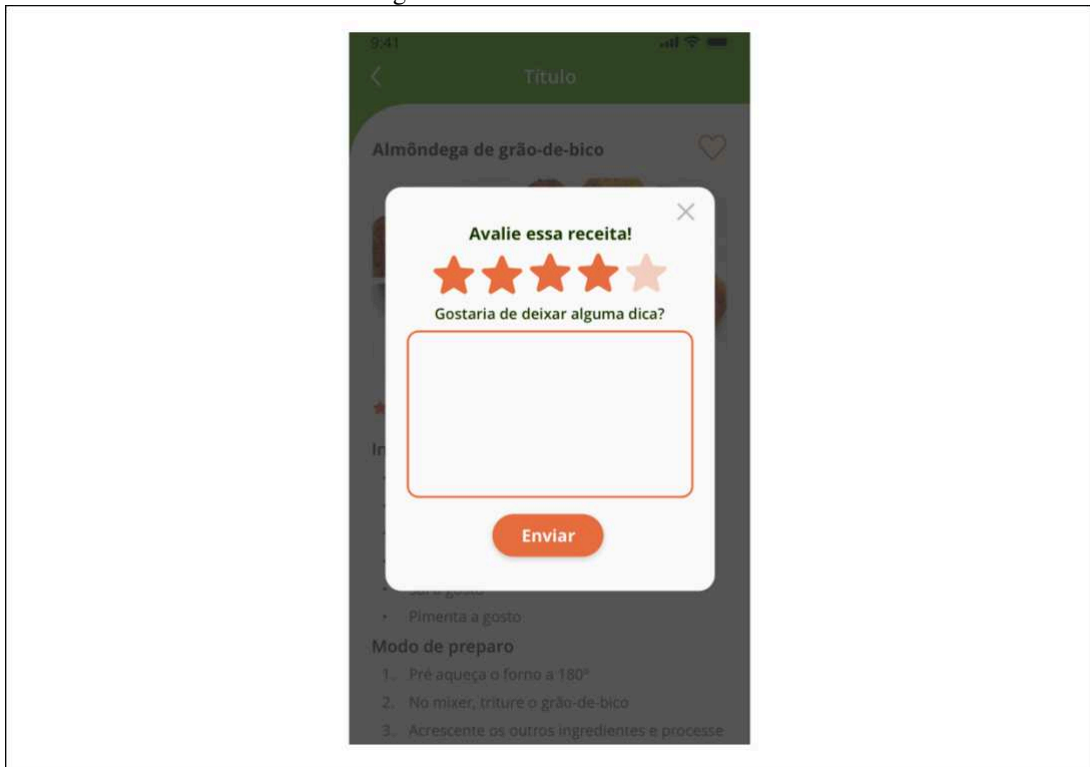 9:41
Título
Almôndega de grão-de-bico
Avalie essa receita!
Gostaria de deixar alguma dica?
Enviar
Pimenta a gosto
Modo de preparo
1. Pré aqueça o forno a 180°
2. No mixer, triture o grão-de-bico
3. Acrescente os outros ingredientes e processe